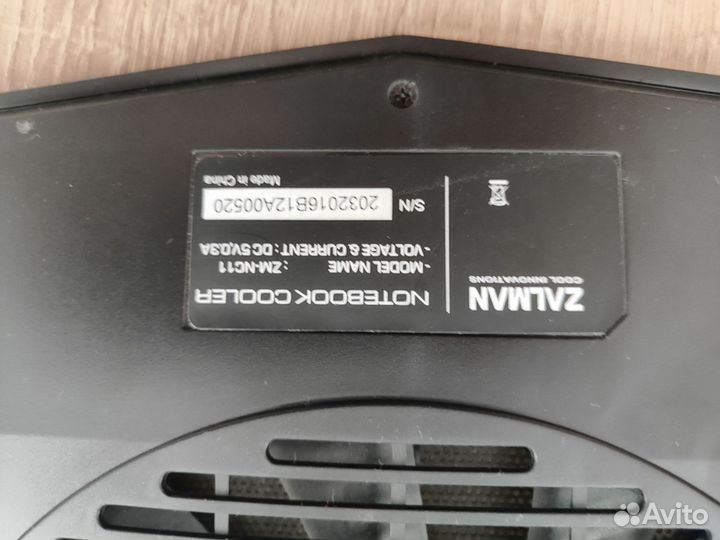 ZALMAN
COOL INNOVATIONS
NOTEBOOK COOLER
-MODEL NAME : ZM-NC11
-VOLTAGE & CURRENT : DC 5V,0.3A
S/N 2032016B12A00520
Made in China
Avito